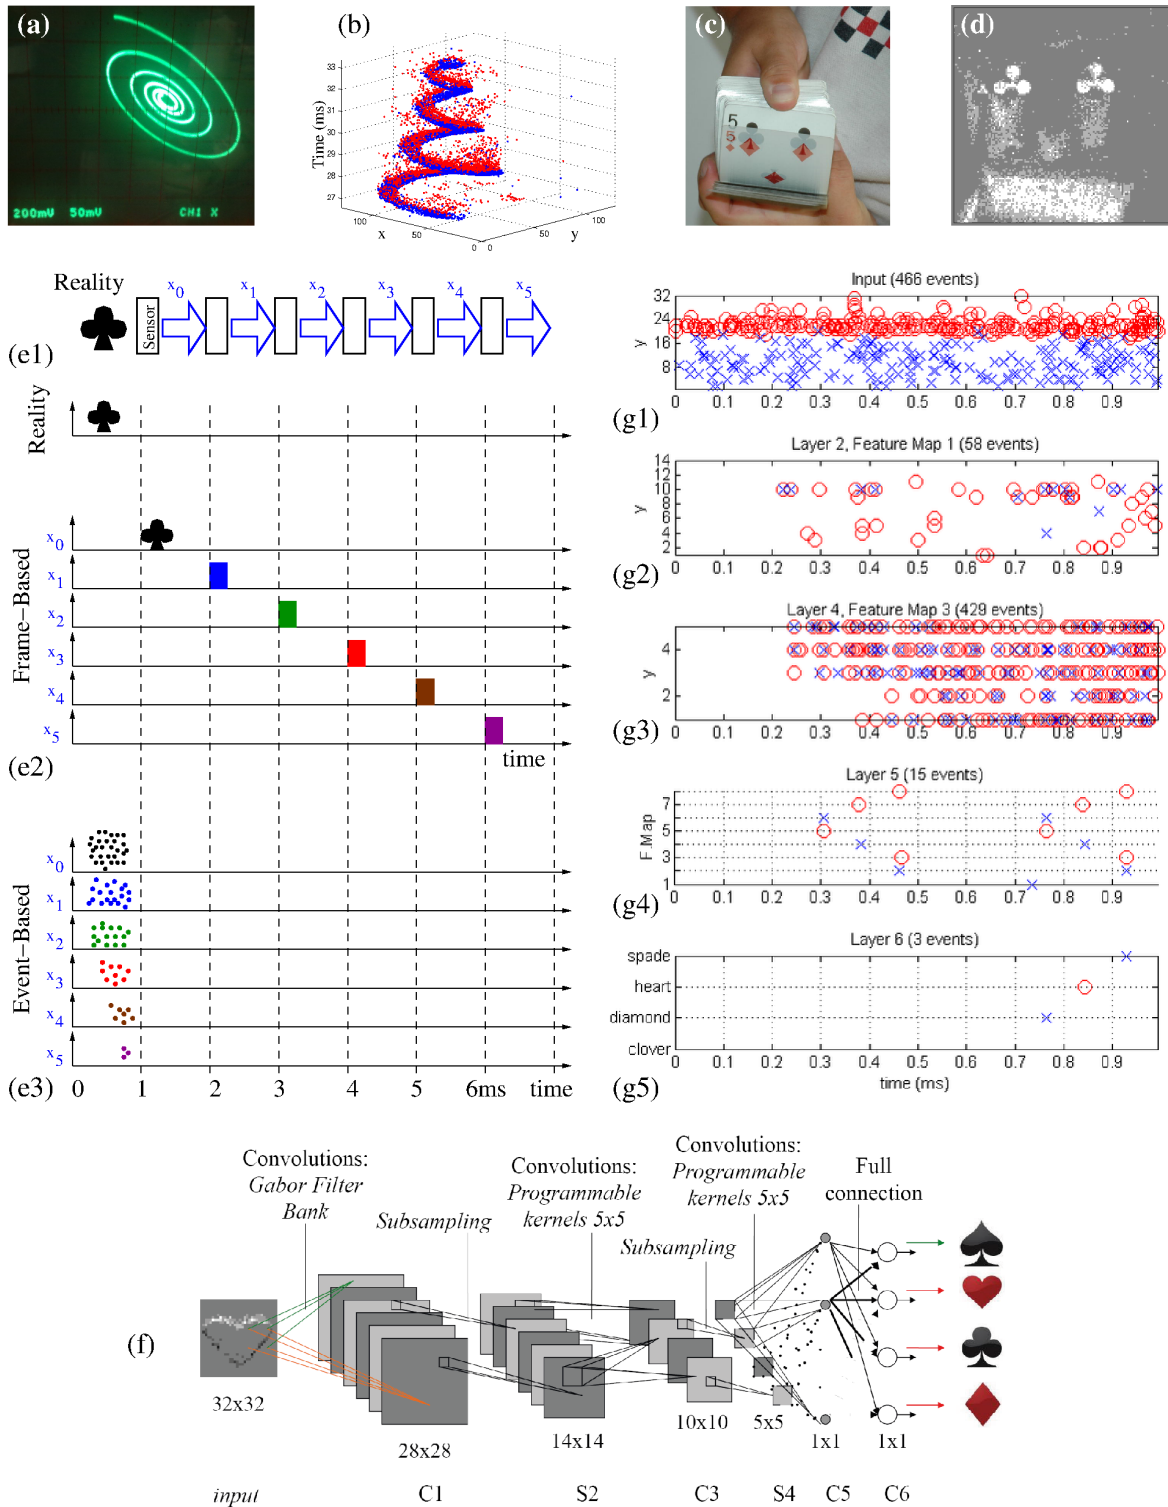 (a)
200mV 50mV CH1 X
(b)
Time (ms)
33
32
31
30
29
28
27
26
100
50
0
x
0
50
100
y
(c)
5
5
(d)
Reality
Sensor
x0
x1
x2
x3
x4
x5
(e1)
Reality
Frame-Based
x0
x1
x2
x3
x4
x5
time
(e2)
Event-Based
x0
x1
x2
x3
x4
x5
(e3)
0 1 2 3 4 5 6ms time
Input (466 events)
y
32
24
16
8
0 0.1 0.2 0.3 0.4 0.5 0.6 0.7 0.8 0.9
(g1)
Layer 2, Feature Map 1 (58 events)
y
14
12
10
8
6
4
2
0 0.1 0.2 0.3 0.4 0.5 0.6 0.7 0.8 0.9
(g2)
Layer 4, Feature Map 3 (429 events)
y
4
2
0 0.1 0.2 0.3 0.4 0.5 0.6 0.7 0.8 0.9
(g3)
Layer 5 (15 events)
F.Map
7
5
3
1
0 0.1 0.2 0.3 0.4 0.5 0.6 0.7 0.8 0.9
(g4)
Layer 6 (3 events)
spade
heart
diamond
clover
0 0.1 0.2 0.3 0.4 0.5 0.6 0.7 0.8 0.9
time (ms)
(g5)
Convolutions:
Gabor Filter
Bank
Subsampling
Convolutions:
Programmable
kernels 5x5
Subsampling
Convolutions:
Programmable
kernels 5x5
Full
connection
(f)
32x32
28x28
14x14
10x10
5x5
1x1
1x1
input C1 S2 C3 S4 C5 C6